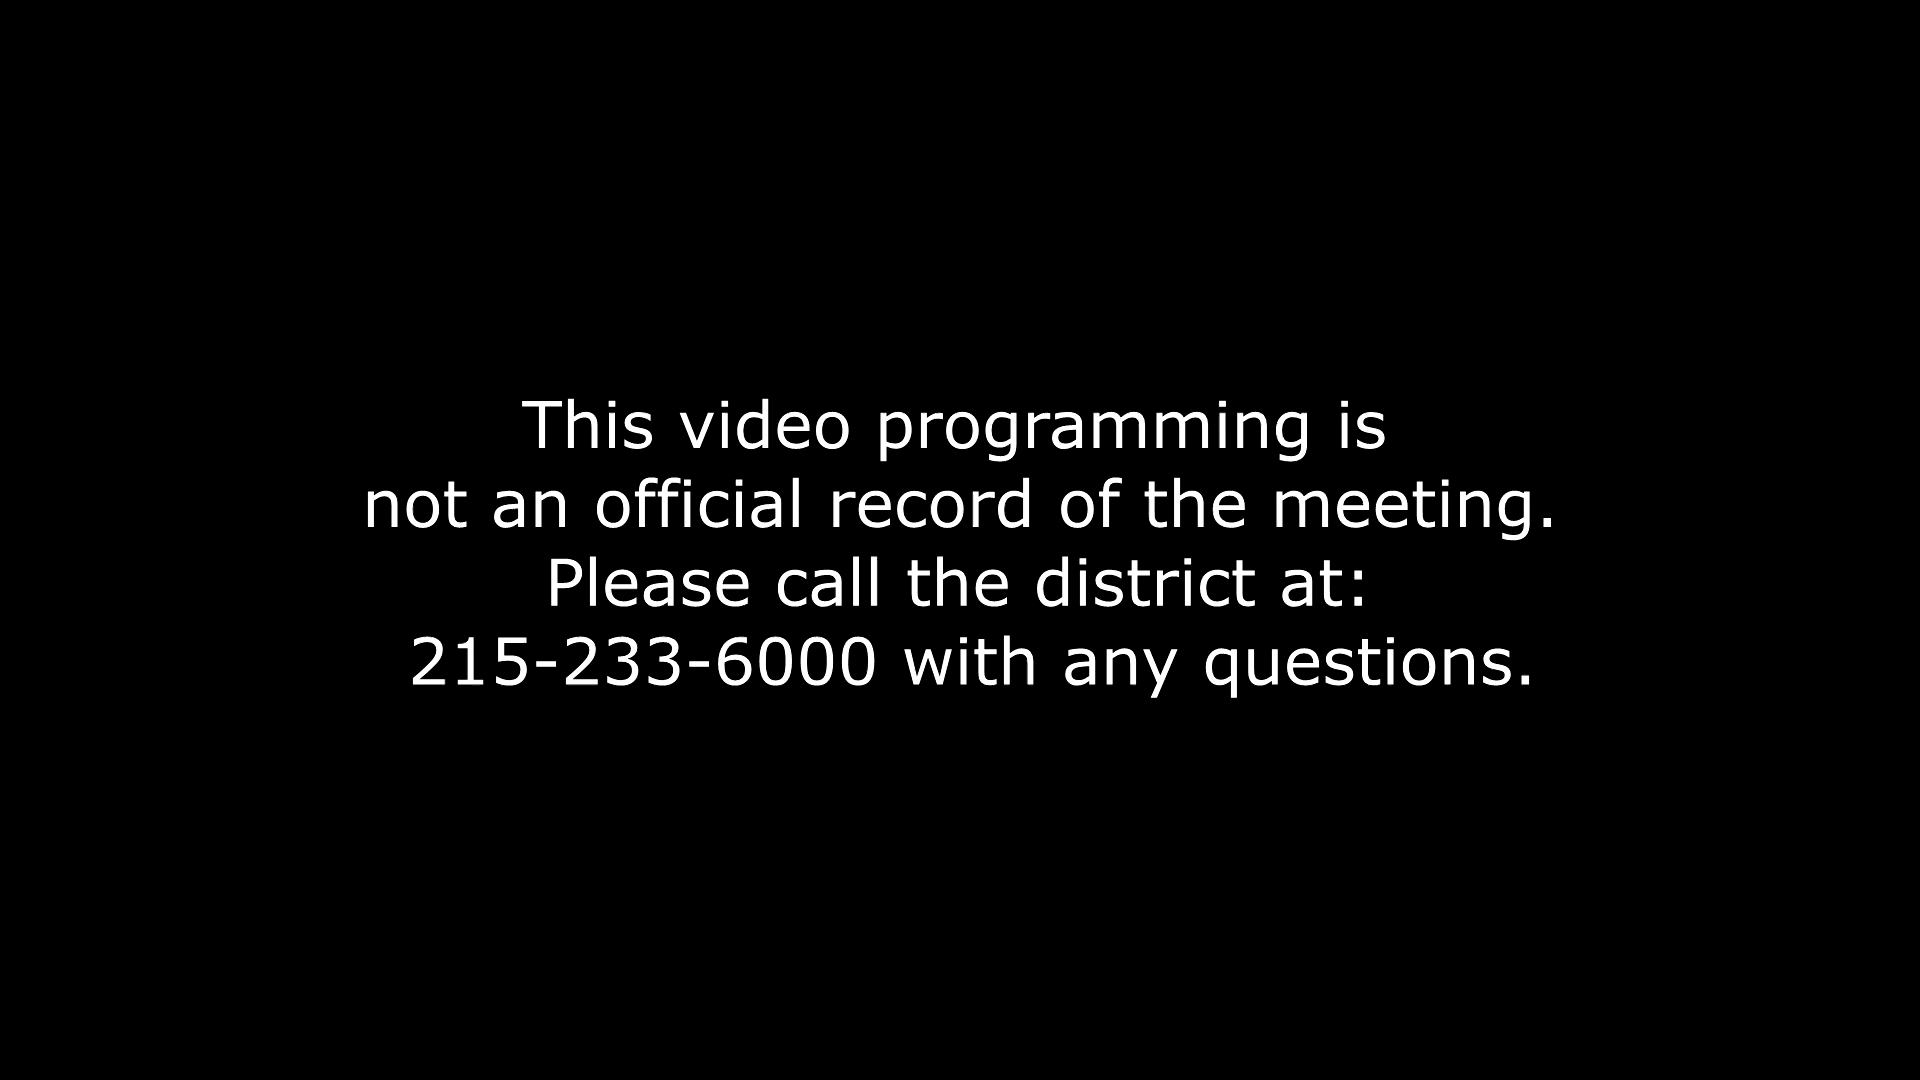 This video programming is
not an official record of the meeting.
Please call the district at:
215-233-6000 with any questions.